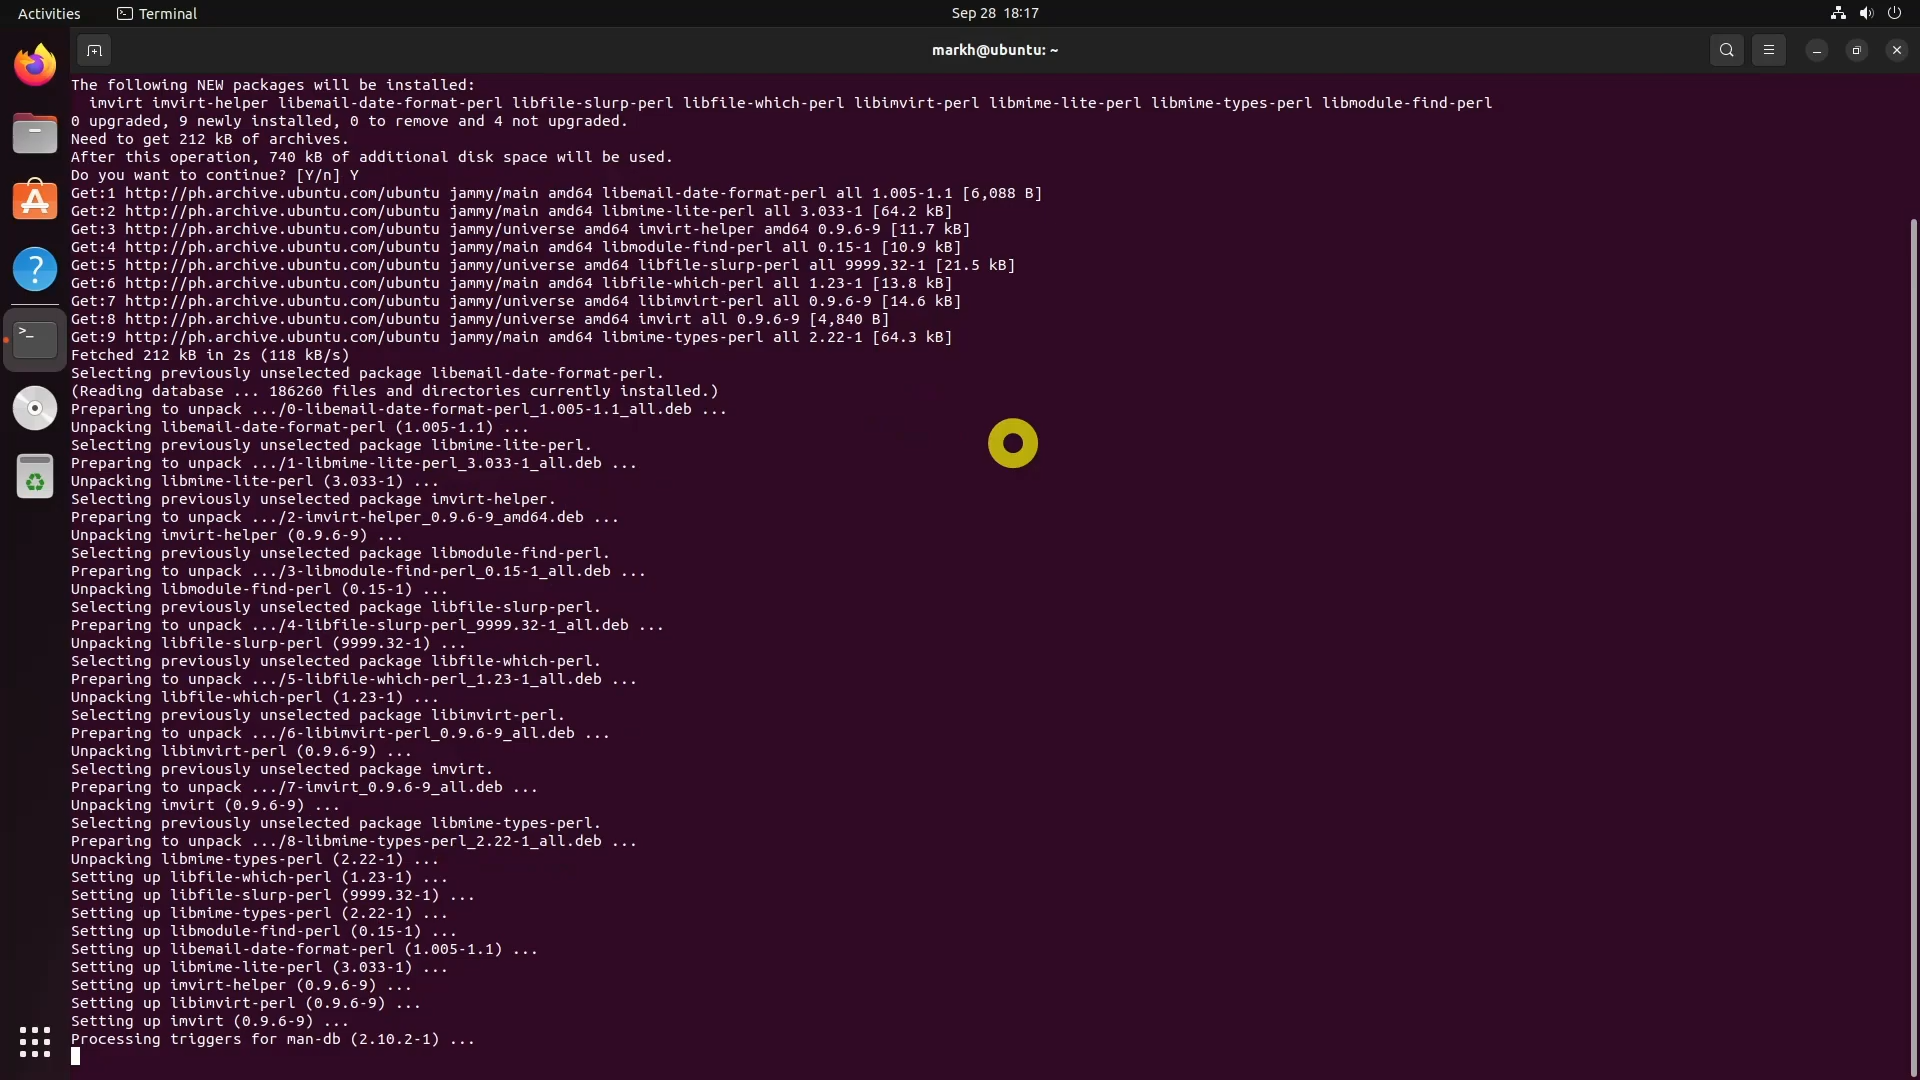 Activities Terminal Sep 28 18:17
markh@ubuntu: ~
The following NEW packages will be installed:
imvirt imvirt-helper libemail-date-format-perl libfile-slurp-perl libfile-which-perl libimvirt-perl libmime-lite-perl libmime-types-perl libmodule-find-perl
0 upgraded, 9 newly installed, 0 to remove and 4 not upgraded.
Need to get 212 kB of archives.
After this operation, 740 kB of additional disk space will be used.
Do you want to continue? [Y/n] Y
Get:1 http://ph.archive.ubuntu.com/ubuntu jammy/main amd64 libemail-date-format-perl all 1.005-1.1 [6,088 B]
Get:2 http://ph.archive.ubuntu.com/ubuntu jammy/main amd64 libmime-lite-perl all 3.033-1 [64.2 kB]
Get:3 http://ph.archive.ubuntu.com/ubuntu jammy/universe amd64 imvirt-helper amd64 0.9.6-9 [11.7 kB]
Get:4 http://ph.archive.ubuntu.com/ubuntu jammy/main amd64 libmodule-find-perl all 0.15-1 [10.9 kB]
Get:5 http://ph.archive.ubuntu.com/ubuntu jammy/universe amd64 libfile-slurp-perl all 9999.32-1 [21.5 kB]
Get:6 http://ph.archive.ubuntu.com/ubuntu jammy/main amd64 libfile-which-perl all 1.23-1 [13.8 kB]
Get:7 http://ph.archive.ubuntu.com/ubuntu jammy/universe amd64 libimvirt-perl all 0.9.6-9 [14.6 kB]
Get:8 http://ph.archive.ubuntu.com/ubuntu jammy/universe amd64 imvirt all 0.9.6-9 [4,840 B]
Get:9 http://ph.archive.ubuntu.com/ubuntu jammy/main amd64 libmime-types-perl all 2.22-1 [64.3 kB]
Fetched 212 kB in 2s (118 kB/s)
Selecting previously unselected package libemail-date-format-perl.
(Reading database ... 186260 files and directories currently installed.)
Preparing to unpack .../0-libemail-date-format-perl_1.005-1.1_all.deb ...
Unpacking libemail-date-format-perl (1.005-1.1) ...
Selecting previously unselected package libmime-lite-perl.
Preparing to unpack .../1-libmime-lite-perl_3.033-1_all.deb ...
Unpacking libmime-lite-perl (3.033-1) ...
Selecting previously unselected package imvirt-helper.
Preparing to unpack .../2-imvirt-helper_0.9.6-9_amd64.deb ...
Unpacking imvirt-helper (0.9.6-9) ...
Selecting previously unselected package libmodule-find-perl.
Preparing to unpack .../3-libmodule-find-perl_0.15-1_all.deb ...
Unpacking libmodule-find-perl (0.15-1) ...
Selecting previously unselected package libfile-slurp-perl.
Preparing to unpack .../4-libfile-slurp-perl_9999.32-1_all.deb ...
Unpacking libfile-slurp-perl (9999.32-1) ...
Selecting previously unselected package libfile-which-perl.
Preparing to unpack .../5-libfile-which-perl_1.23-1_all.deb ...
Unpacking libfile-which-perl (1.23-1) ...
Selecting previously unselected package libimvirt-perl.
Preparing to unpack .../6-libimvirt-perl_0.9.6-9_all.deb ...
Unpacking libimvirt-perl (0.9.6-9) ...
Selecting previously unselected package imvirt.
Preparing to unpack .../7-imvirt_0.9.6-9_all.deb ...
Unpacking imvirt (0.9.6-9) ...
Selecting previously unselected package libmime-types-perl.
Preparing to unpack .../8-libmime-types-perl_2.22-1_all.deb ...
Unpacking libmime-types-perl (2.22-1) ...
Setting up libfile-which-perl (1.23-1) ...
Setting up libfile-slurp-perl (9999.32-1) ...
Setting up libmime-types-perl (2.22-1) ...
Setting up libmodule-find-perl (0.15-1) ...
Setting up libemail-date-format-perl (1.005-1.1) ...
Setting up libmime-lite-perl (3.033-1) ...
Setting up imvirt-helper (0.9.6-9) ...
Setting up libimvirt-perl (0.9.6-9) ...
Setting up imvirt (0.9.6-9) ...
Processing triggers for man-db (2.10.2-1) ...